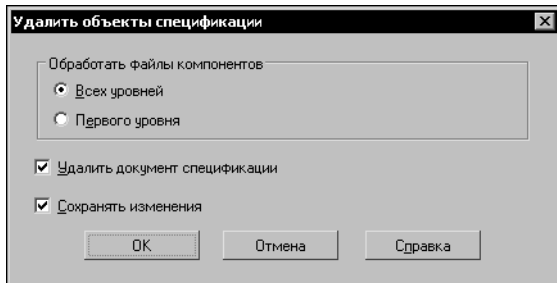 Удалить объекты спецификации
Обработать файлы компонентов
Всех уровней
Первого уровня
Удалить документ спецификации
Сохранять изменения
OK Отмена Справка